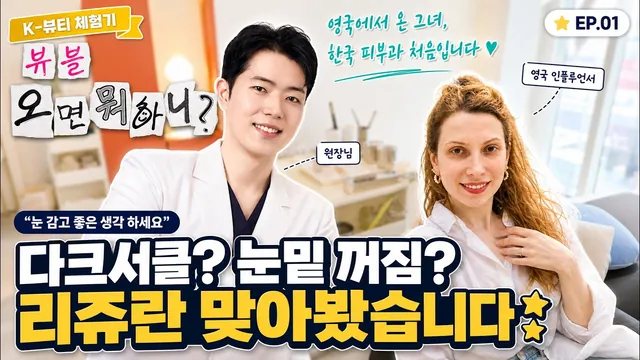 K-뷰티 체험기
뷰블
오면 뭐하니?
영국에서 온 그녀,
한국 피부과 처음입니다 ♥
EP.01
영국 인플루언서
원장님
“눈 감고 좋은 생각 하세요”
다크서클? 눈밑 꺼짐?
리쥬란 맞아봤습니다